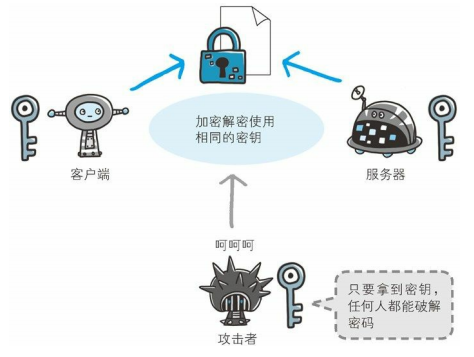 加密解密使用
相同的密钥
客户端
服务器
呵呵呵
只要拿到密钥，
任何人都能破解
密码
攻击者